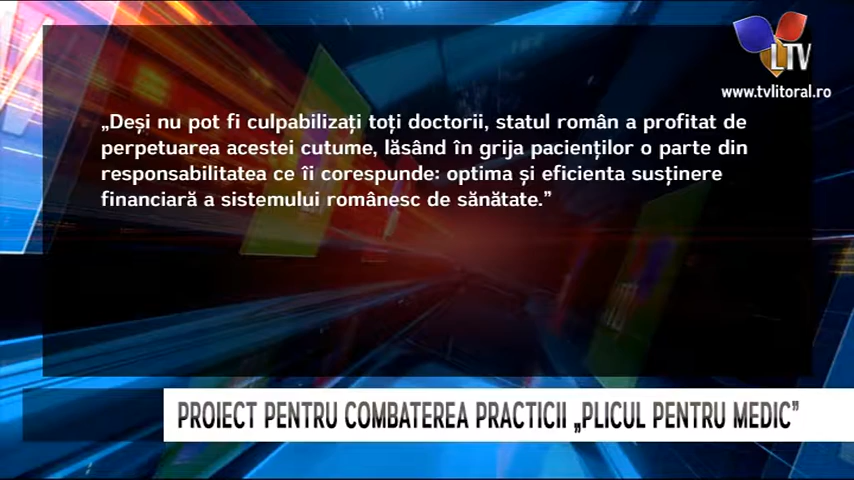 LTV
www.tvlitoral.ro
„Deși nu pot fi culpabilizați toți doctorii, statul român a profitat de
perpetuarea acestei cutume, lăsând în grija pacienților o parte din
responsabilitatea ce îi corespunde: optima și eficienta susținere
financiară a sistemului românesc de sănătate.”
PROIECT PENTRU COMBATEREA PRACTICII „PLICUL PENTRU MEDIC”